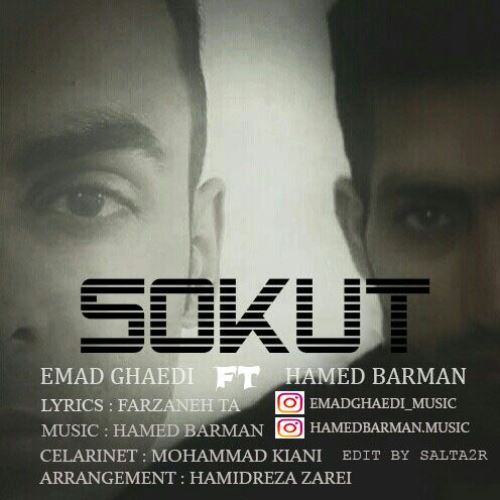 SOKUT
EMAD GHAEDI FT HAMED BARMAN
LYRICS : FARZANEH TA EMADGHAEDI_MUSIC
MUSIC : HAMED BARMAN HAMEDBARMAN.MUSIC
CELARINET : MOHAMMAD KIANI EDIT BY SALTA2R
ARRANGEMENT : HAMIDREZA ZAREI